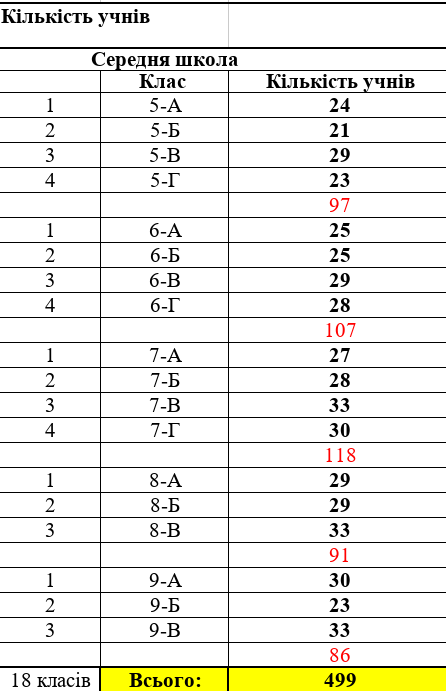 Кількість учнів
Середня школа
Клас Кількість учнів
1 5-А 24
2 5-Б 21
3 5-В 29
4 5-Г 23
97
1 6-А 25
2 6-Б 25
3 6-В 29
4 6-Г 28
107
1 7-А 27
2 7-Б 28
3 7-В 33
4 7-Г 30
118
1 8-А 29
2 8-Б 29
3 8-В 33
91
1 9-А 30
2 9-Б 23
3 9-В 33
86
18 класів Всього: 499